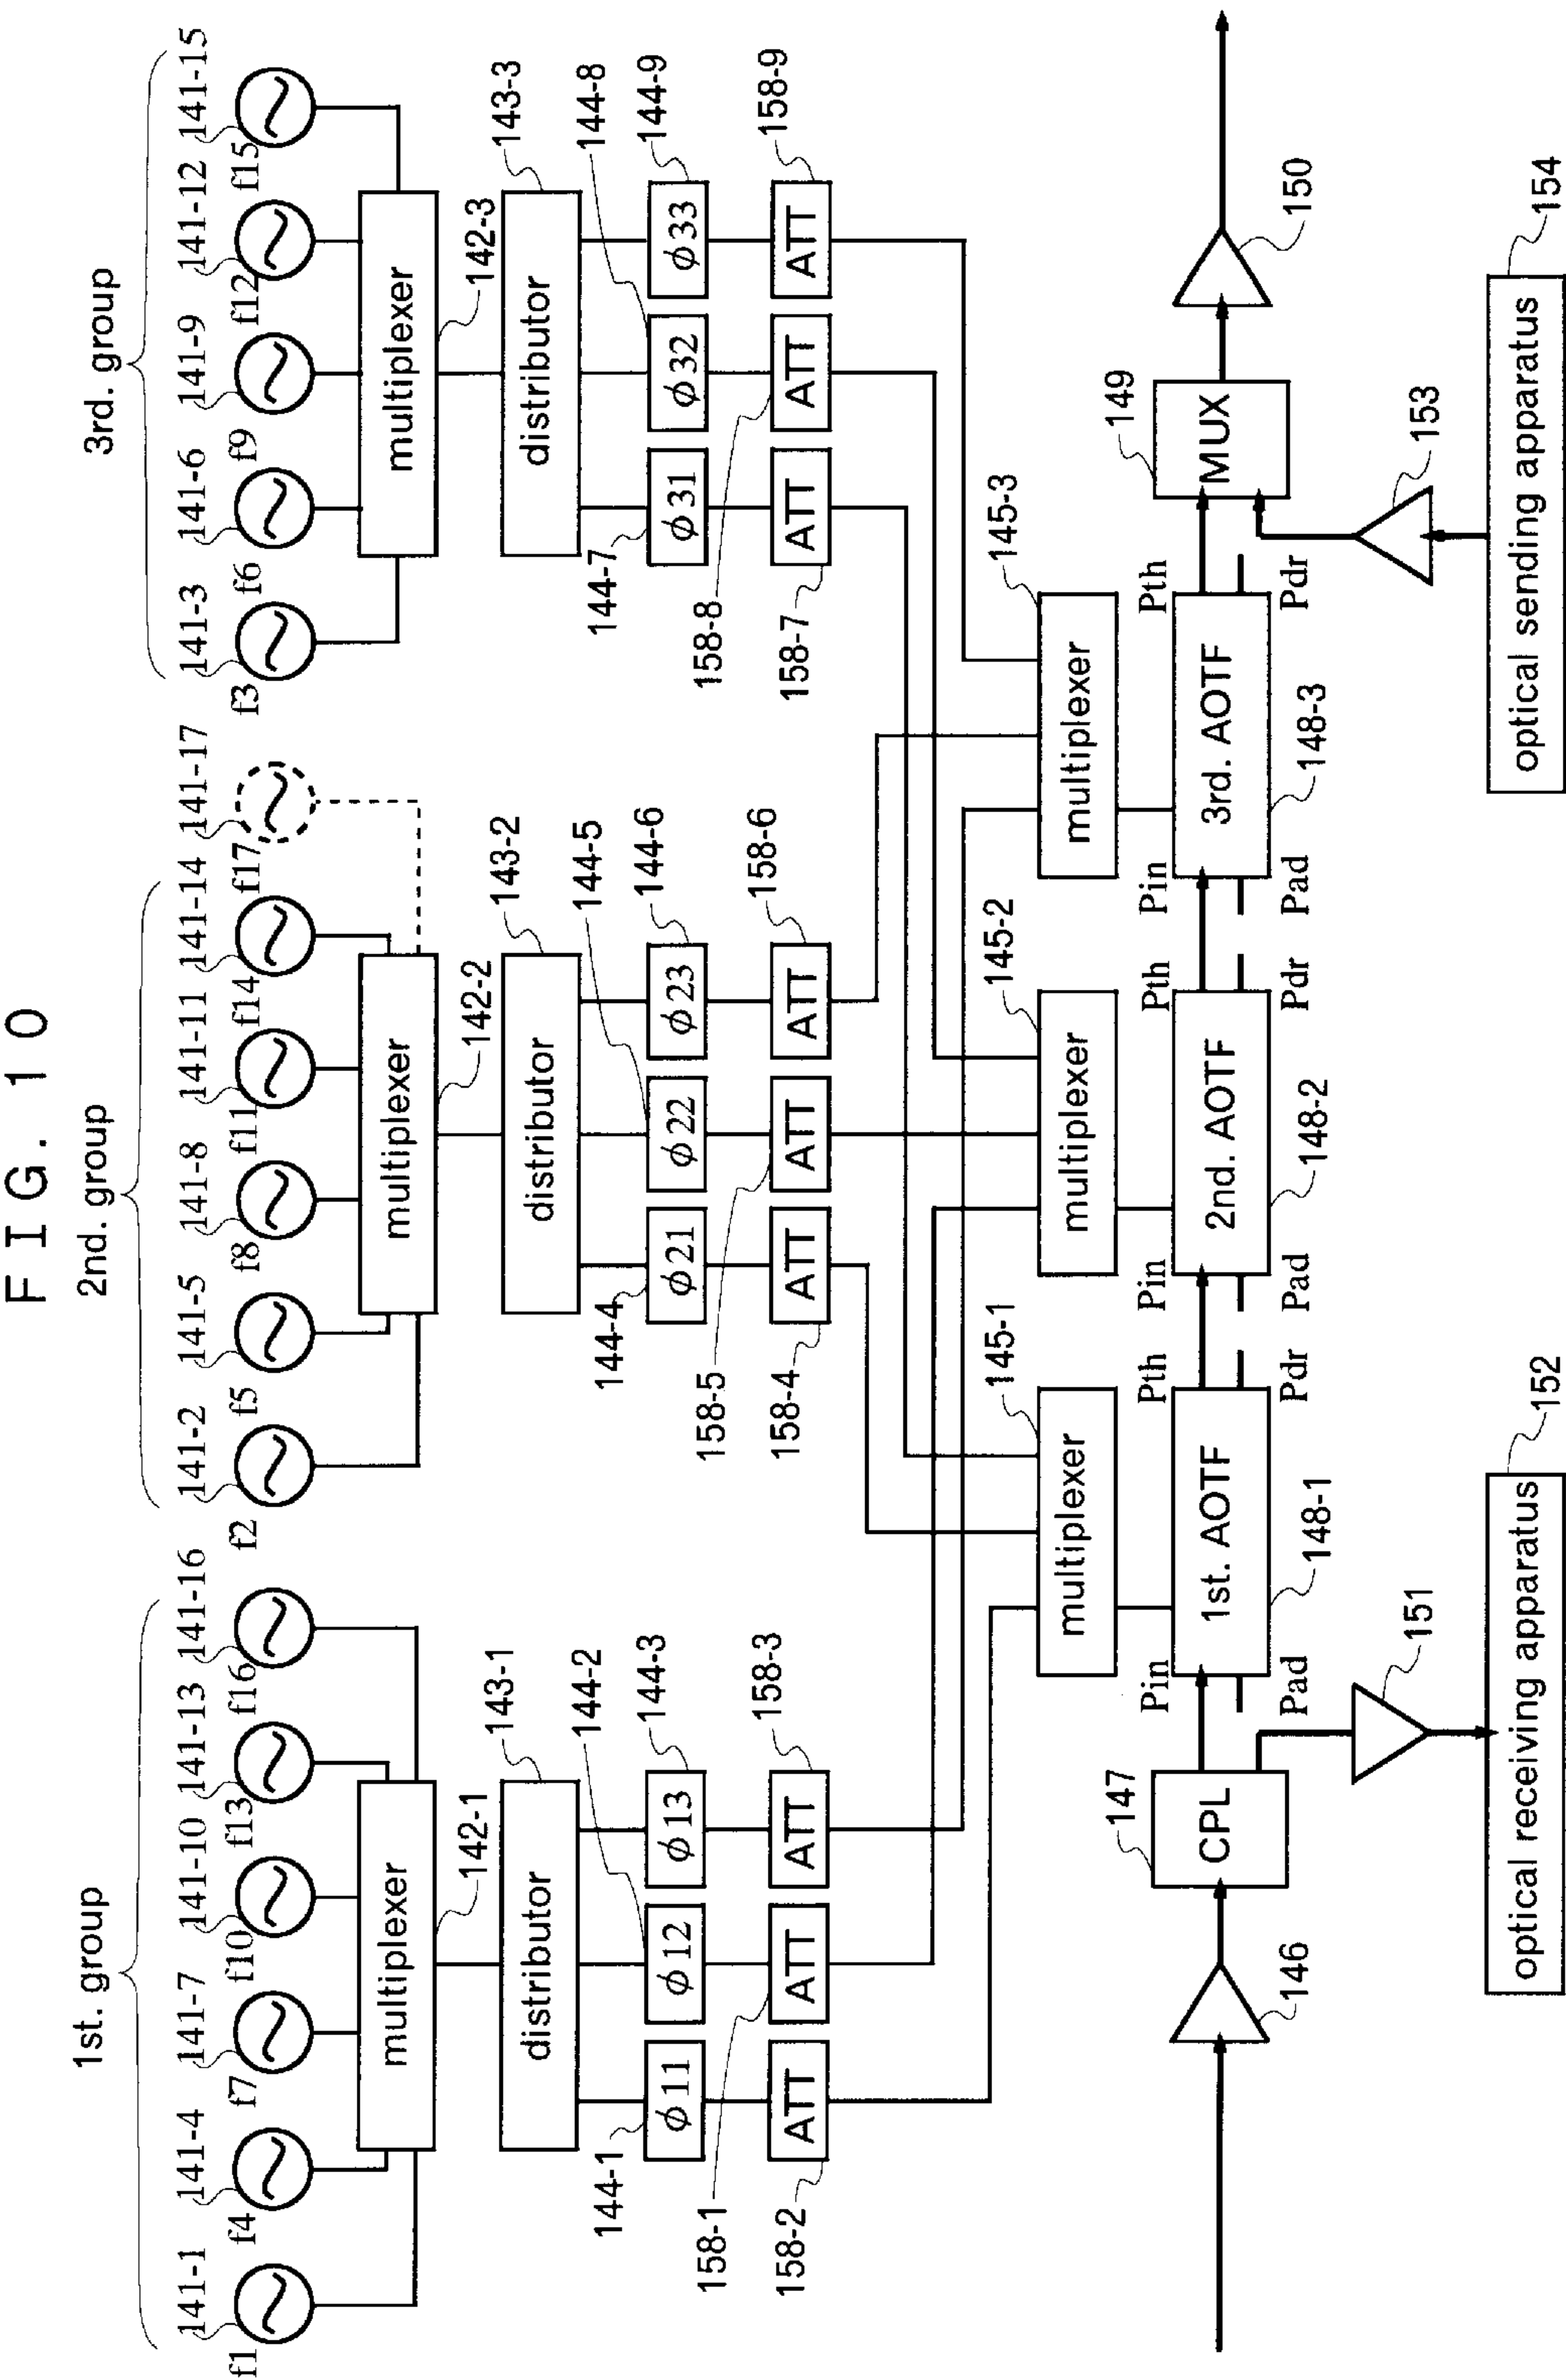 F I G. 1 0
1st. group
2nd. group
3rd. group
141-1
141-4
141-7
141-10
141-13
141-16
141-2
141-5
141-8
141-11
141-14
141-17
141-3
141-6
141-9
141-12
141-15
f1
f4
f7
f10
f13
f16
f2
f5
f8
f11
f14
f17
f3
f6
f9
f12
f15
multiplexer
142-1
multiplexer
142-2
multiplexer
142-3
distributor
143-1
distributor
143-2
distributor
143-3
144-1
144-2
144-3
144-4
144-5
144-6
144-7
144-8
144-9
ϕ11
ϕ12
ϕ13
ϕ21
ϕ22
ϕ23
ϕ31
ϕ32
ϕ33
ATT
ATT
ATT
ATT
ATT
ATT
ATT
ATT
ATT
158-1
158-2
158-3
158-5
158-4
158-6
158-8
158-7
158-9
multiplexer
145-1
multiplexer
145-2
multiplexer
145-3
146
147
CPL
Pin
Pad
1st. AOTF
148-1
Pth
Pdr
Pin
Pad
2nd. AOTF
148-2
Pth
Pdr
Pin
Pad
3rd. AOTF
148-3
Pth
Pdr
149
MUX
150
151
153
optical receiving apparatus
152
optical sending apparatus
154